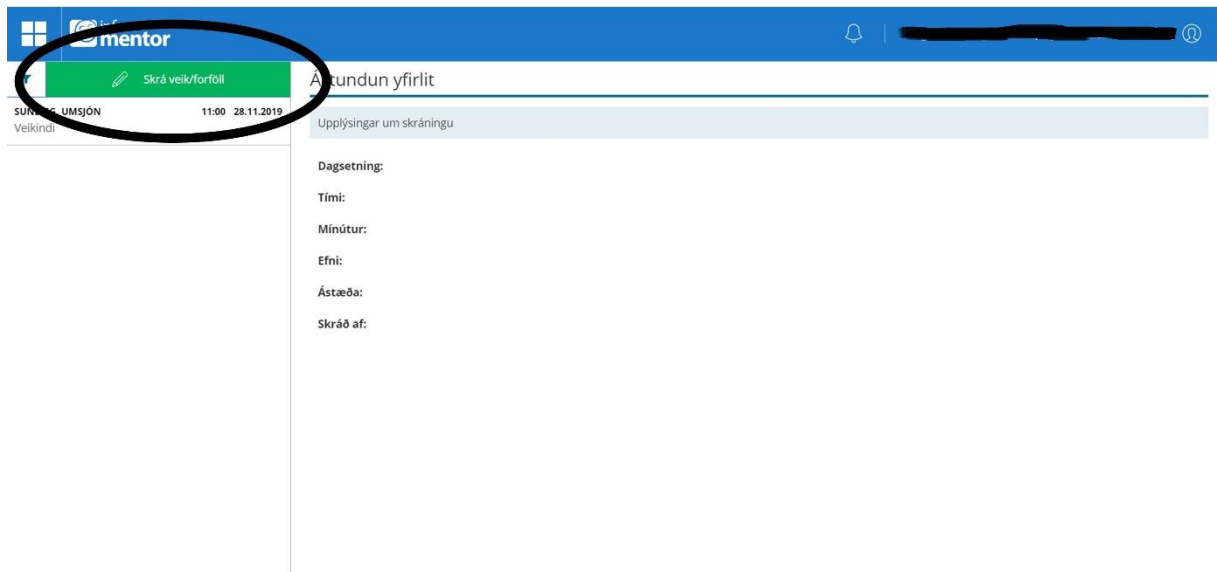 mentor
Skrá veik/forföll
UMSJÓN 11:00 28.11.2019
Veikindi
yfirlit
Upplýsingar um skráningu
Dagsetning:
Tími:
Mínútur:
Efni:
Ástæða:
Skráð af: